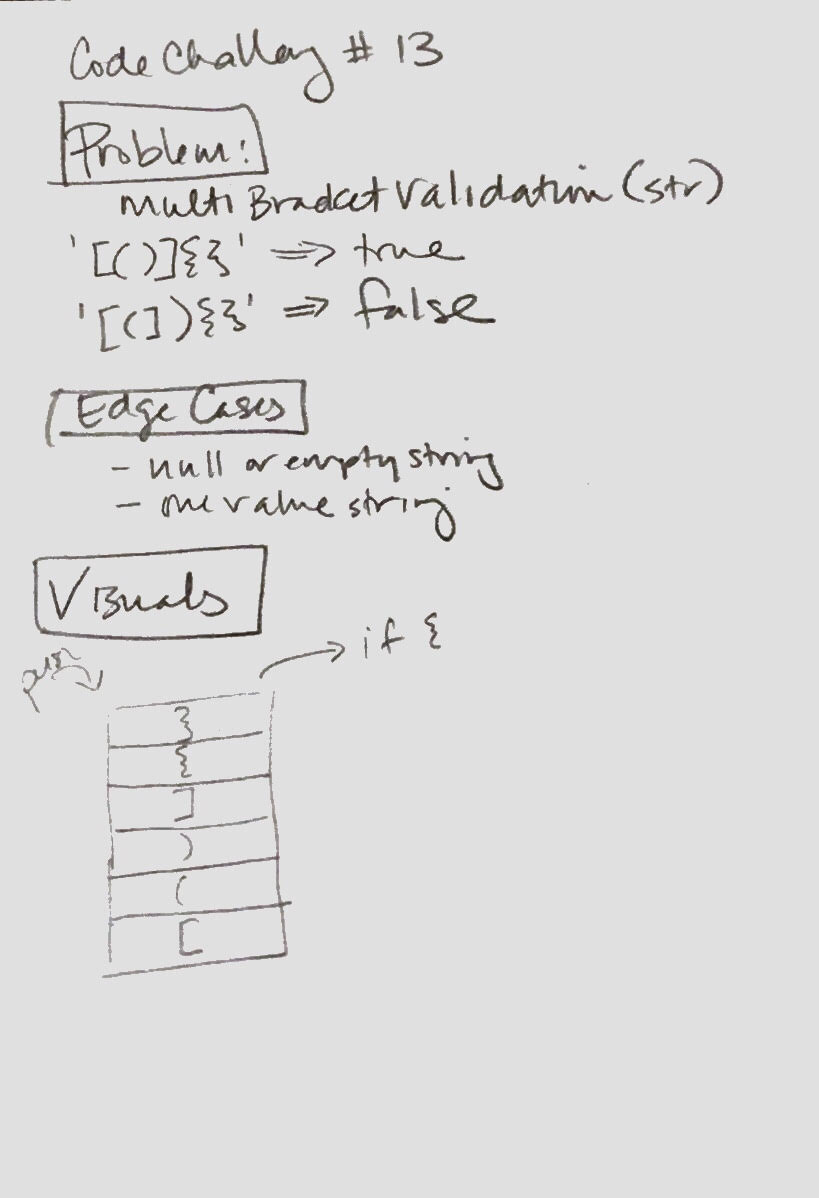 Code Challeng # 13
Problem:
Multi Bracket Validation (str)
'[()]{}' => true
'[(]){}' => false
Edge Cases
- null or empty string
- one value string
Visuals
push
if {
}
{
]
)
(
[